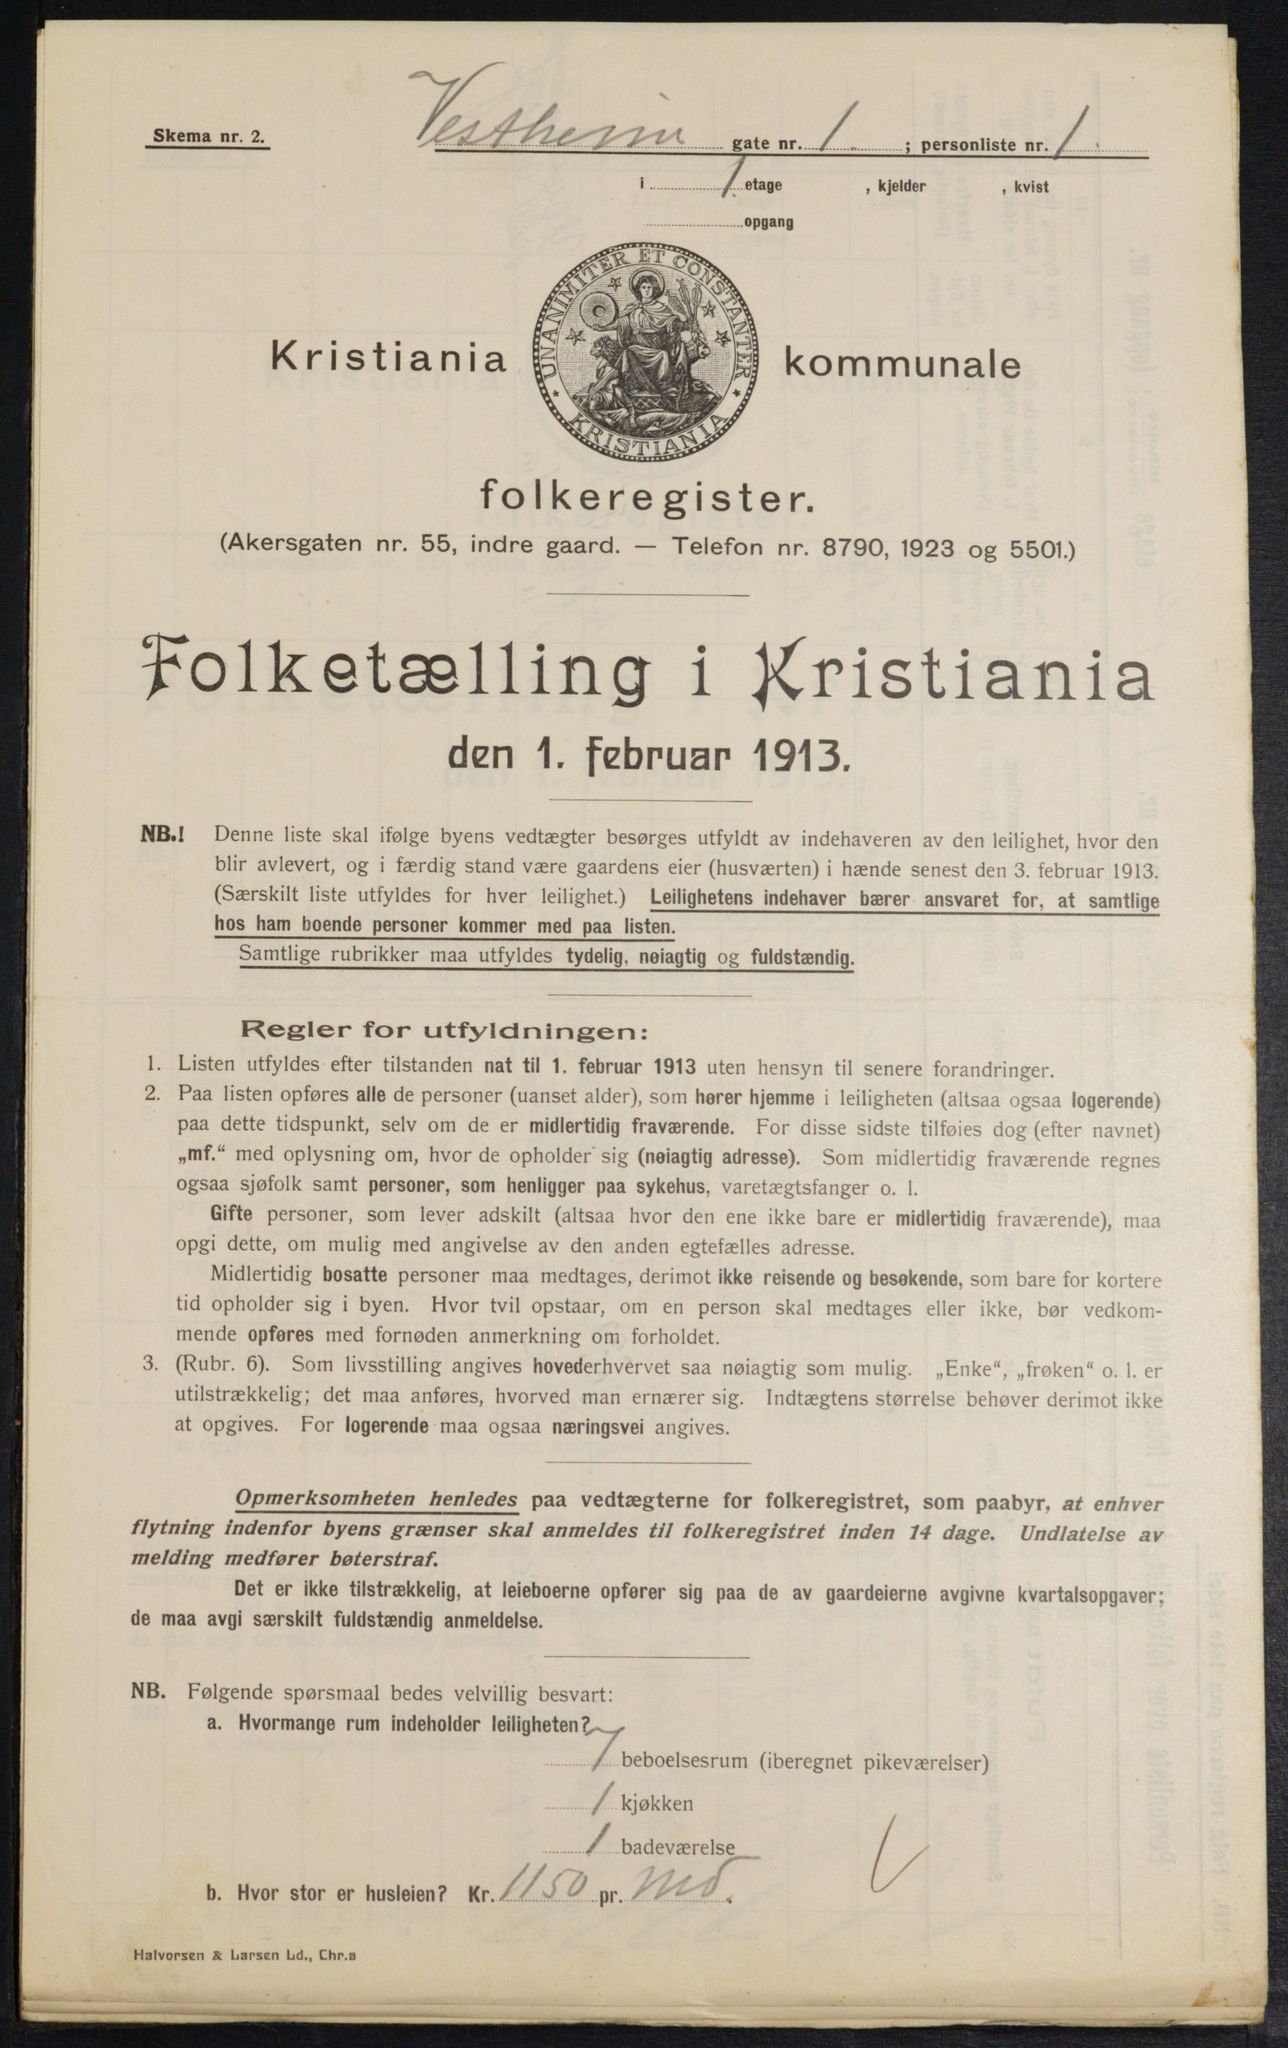 Skema nr. 2.
Vestheim gate nr. 1. ; personliste nr. 1.
i 1. etage , kjelder , kvist
opgang
UNANIMITER ET CONSTANTER
KRISTIANIA
Kristiania kommunale
folkeregister.
(Akersgaten nr. 55, indre gaard. — Telefon nr. 8790, 1923 og 5501.)
Folketælling i Kristiania
den 1. februar 1913.
NB.! Denne liste skal ifølge byens vedtægter besørges utfyldt av indehaveren av den leilighet, hvor den
blir avlevert, og i færdig stand være gaardens eier (husværten) i hænde senest den 3. februar 1913.
(Særskilt liste utfyldes for hver leilighet.) Leilighetens indehaver bærer ansvaret for, at samtlige
hos ham boende personer kommer med paa listen.
Samtlige rubrikker maa utfyldes tydelig, nøiagtig og fuldstændig.
Regler for utfyldningen:
1. Listen utfyldes efter tilstanden nat til 1. februar 1913 uten hensyn til senere forandringer.
2. Paa listen opføres alle de personer (uanset alder), som hører hjemme i leiligheten (altsaa ogsaa logerende)
paa dette tidspunkt, selv om de er midlertidig fraværende. For disse sidste tilføies dog (efter navnet)
„mf.“ med oplysning om, hvor de opholder sig (nøiagtig adresse). Som midlertidig fraværende regnes
ogsaa sjøfolk samt personer, som henligger paa sykehus, varetægtsfanger o. l.
Gifte personer, som lever adskilt (altsaa hvor den ene ikke bare er midlertidig fraværende), maa
opgi dette, om mulig med angivelse av den anden egtefælles adresse.
Midlertidig bosatte personer maa medtages, derimot ikke reisende og besøkende, som bare for kortere
tid opholder sig i byen. Hvor tvil opstaar, om en person skal medtages eller ikke, bør vedkom-
mende opføres med fornøden anmerkning om forholdet.
3. (Rubr. 6). Som livsstilling angives hovederhvervet saa nøiagtig som mulig. „Enke“, „frøken“ o. l. er
utilstrækkelig; det maa anføres, hvorved man ernærer sig. Indtægtens størrelse behøver derimot ikke
at opgives. For logerende maa ogsaa næringsvei angives.
Opmerksomheten henledes paa vedtægterne for folkeregistret, som paabyr, at enhver
flytning indenfor byens grænser skal anmeldes til folkeregistret inden 14 dage. Undlatelse av
melding medfører bøterstraf.
Det er ikke tilstrækkelig, at leieboerne opfører sig paa de av gaardeierne avgivne kvartalsopgaver;
de maa avgi særskilt fuldstændig anmeldelse.
NB. Følgende spørsmaal bedes velvillig besvart:
a. Hvormange rum indeholder leiligheten?
7 beboelsesrum (iberegnet pikeværelser)
1 kjøkken
1 badeværelse
b. Hvor stor er husleien? Kr. 1150 pr. Md.
Halvorsen & Larsen Ld., Chr.a